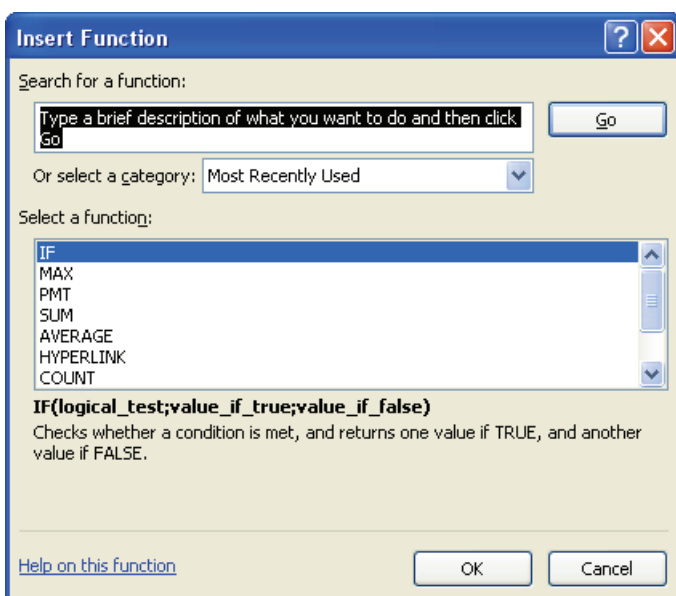 Insert Function
Search for a function:
Type a brief description of what you want to do and then click
Go
Go
Or select a category: Most Recently Used
Select a function:
IF
MAX
PMT
SUM
AVERAGE
HYPERLINK
COUNT
IF(logical_test;value_if_true;value_if_false)
Checks whether a condition is met, and returns one value if TRUE, and another
value if FALSE.
Help on this function
OK
Cancel